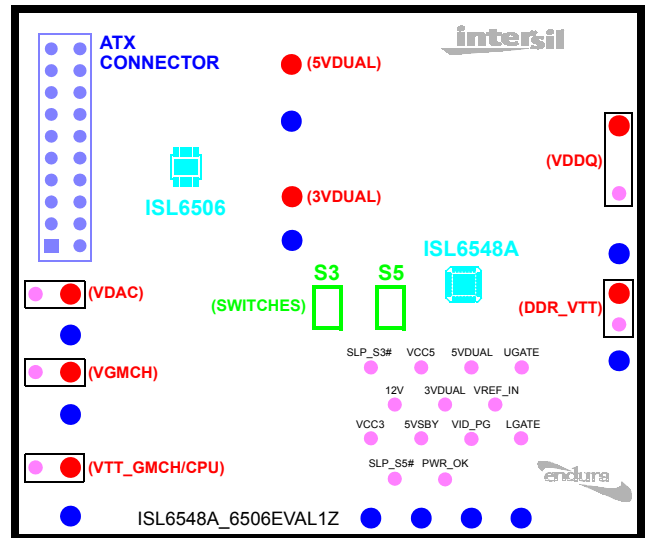 ATX
CONNECTOR
intersil
(5VDUAL)
(VDDQ)
ISL6506
(3VDUAL)
ISL6548A
S3 S5
(SWITCHES)
(VDAC)
(DDR_VTT)
SLP_S3# VCC5 5VDUAL UGATE
(VGMCH)
12V 3VDUAL VREF_IN
VCC3 5VSBY VID_PG LGATE
(VTT_GMCH/CPU)
SLP_S5# PWR_OK
endura
ISL6548A_6506EVAL1Z